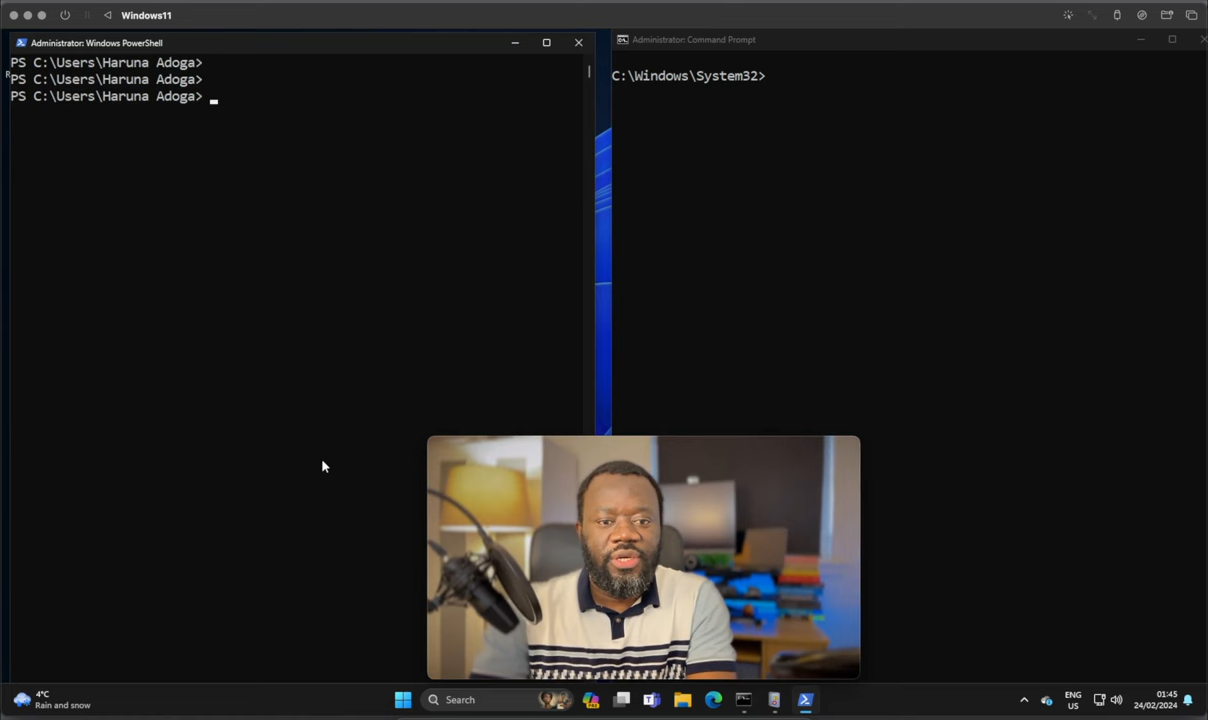 Windows11
Administrator: Windows PowerShell
PS C:\Users\Haruna Adoga>
PS C:\Users\Haruna Adoga>
PS C:\Users\Haruna Adoga>
R
Administrator: Command Prompt
C:\Windows\System32>
4°C
Rain and snow
Search
PRE
ENG
US
01:45
24/02/2024